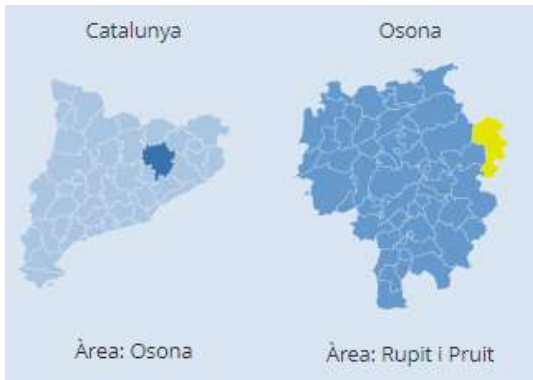 Catalunya
Osona
Àrea: Osona
Àrea: Rupit i Pruit